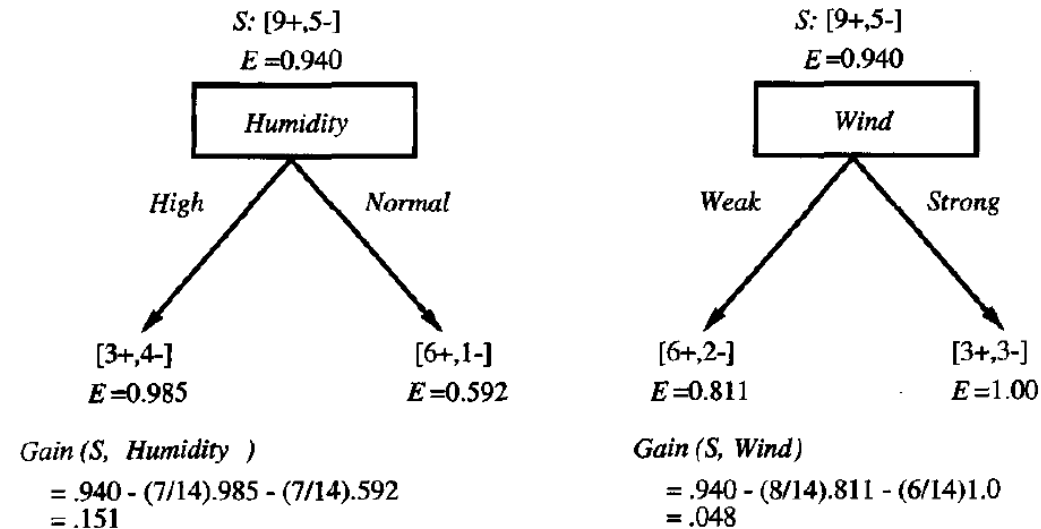 S: [9+,5-]
E =0.940
Humidity
High
Normal
[3+,4-]
E =0.985
[6+,1-]
E =0.592
Gain (S, Humidity )
= .940 - (7/14).985 - (7/14).592
= .151
S: [9+,5-]
E =0.940
Wind
Weak
Strong
[6+,2-]
E =0.811
[3+,3-]
E =1.00
Gain (S, Wind)
= .940 - (8/14).811 - (6/14)1.0
= .048